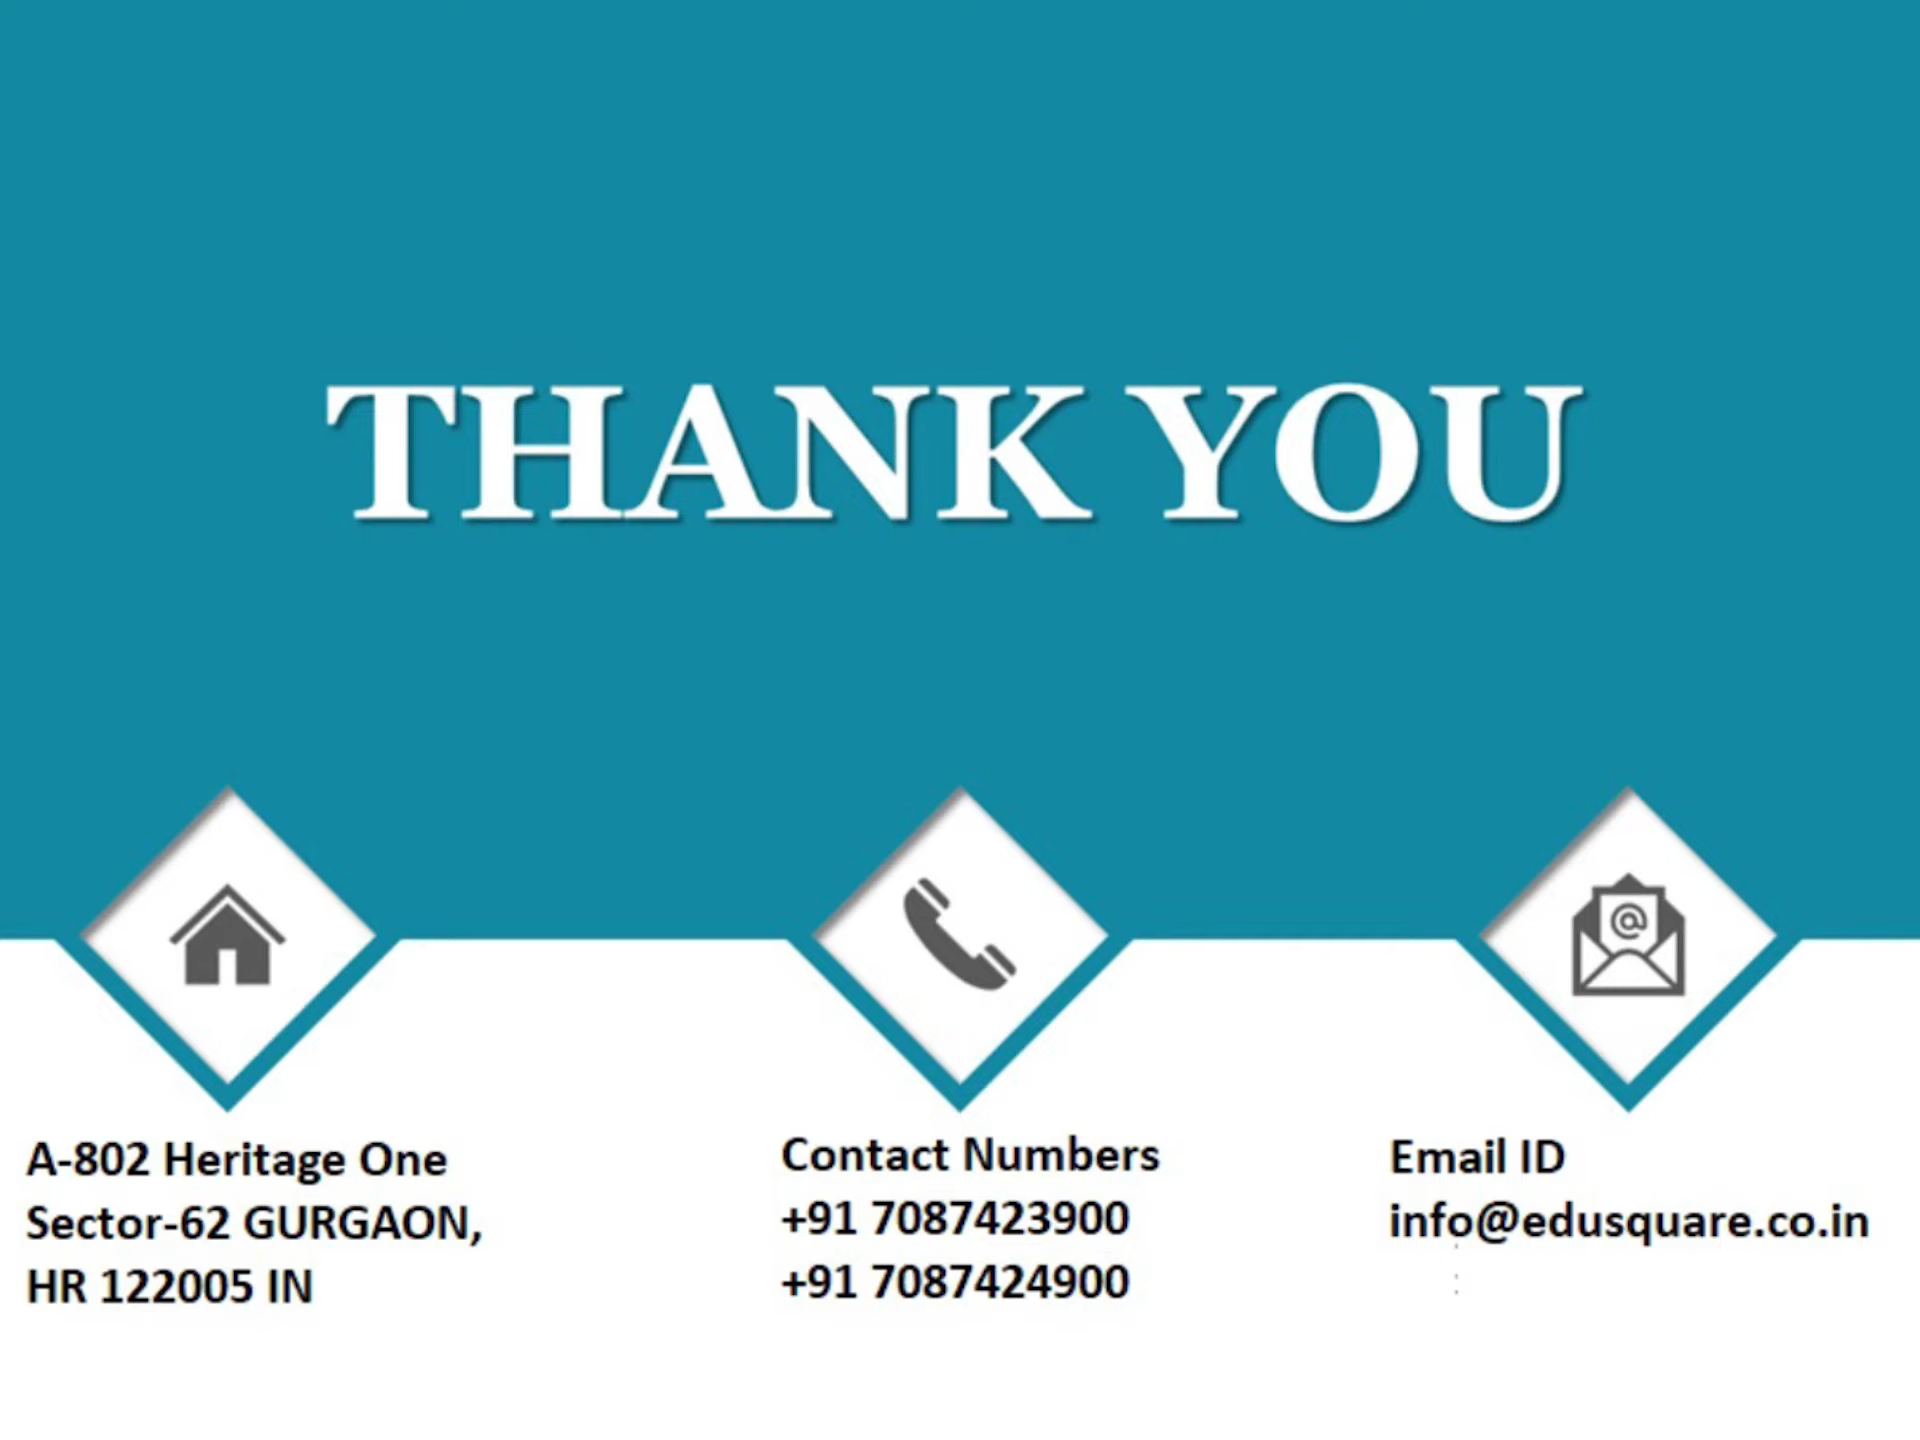 THANK YOU
A-802 Heritage One
Sector-62 GURGAON,
HR 122005 IN
Contact Numbers
+91 7087423900
+91 7087424900
Email ID
info@edusquare.co.in